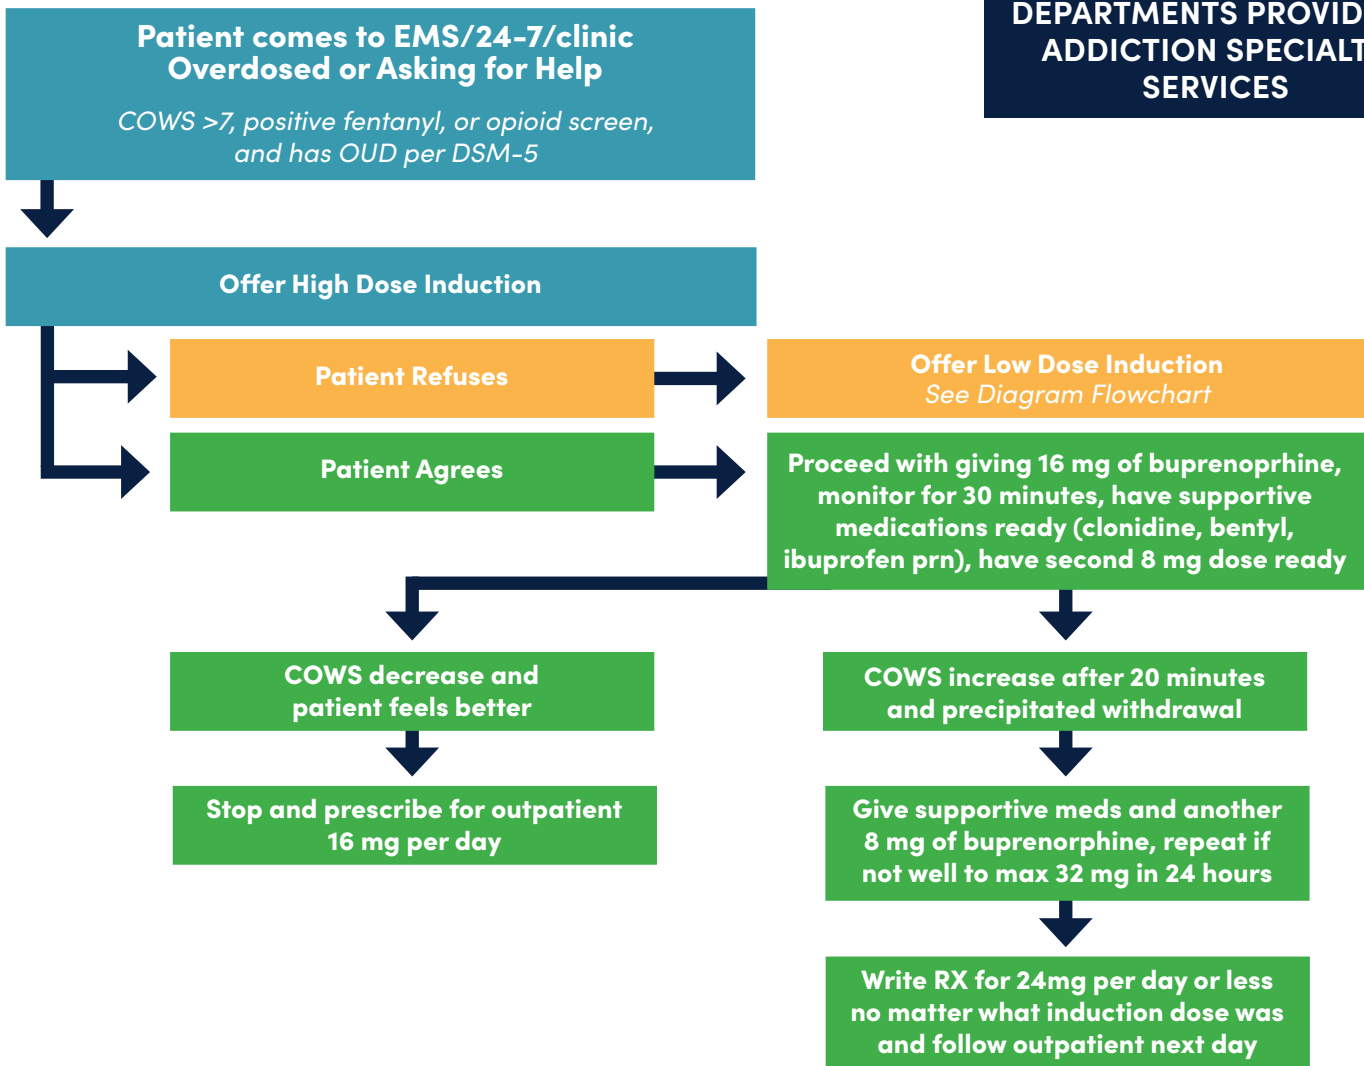 Patient comes to EMS/24-7/clinic
Overdosed or Asking for Help
COWS >7, positive fentanyl, or opioid screen,
and has OUD per DSM-5
DEPARTMENTS PROVID
ADDICTION SPECIALT
SERVICES
Offer High Dose Induction
Patient Refuses
Offer Low Dose Induction
See Diagram Flowchart
Patient Agrees
Proceed with giving 16 mg of buprenoprhine,
monitor for 30 minutes, have supportive
medications ready (clonidine, bentyl,
ibuprofen prn), have second 8 mg dose ready
COWS decrease and
patient feels better
COWS increase after 20 minutes
and precipitated withdrawal
Stop and prescribe for outpatient
16 mg per day
Give supportive meds and another
8 mg of buprenorphine, repeat if
not well to max 32 mg in 24 hours
Write RX for 24mg per day or less
no matter what induction dose was
and follow outpatient next day